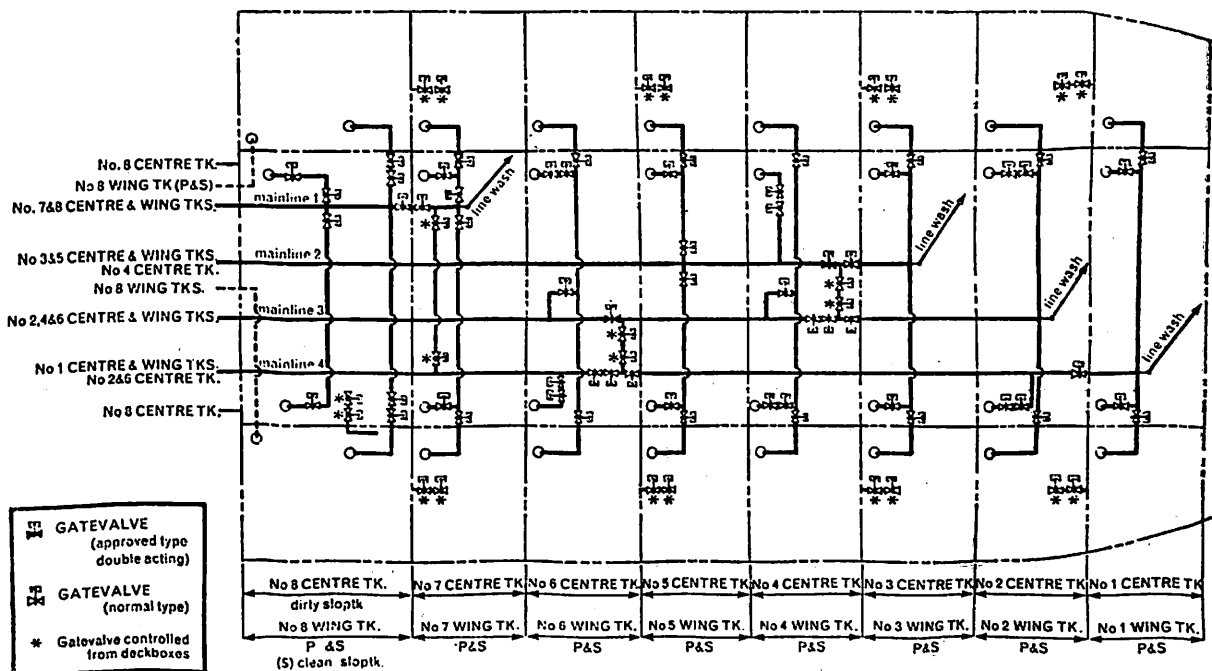 No. 8 CENTRE TK.
No 8 WING TK (P&S)
No. 7&8 CENTRE & WING TKS.
mainline 1
line wash
line wash
No 3&5 CENTRE & WING TKS.
No 4 CENTRE TK.
mainline 2
No 8 WING TKS.
line wash
No 2,4&6 CENTRE & WING TKS.
mainline 3
line wash
No 1 CENTRE & WING TKS.
No 2&6 CENTRE TK.
mainline 4
No 8 CENTRE TK.
GATEVALVE
(approved type
double acting)
GATEVALVE
(normal type)
* Gatevalve controlled
from deckboxes
No 8 CENTRE TK.
dirly sloptk
No 7 CENTRE TK
No 6 CENTRE TK.
No 5 CENTRE TK.
No 4 CENTRE TK.
No 3 CENTRE TK
No 2 CENTRE TK.
No 1 CENTRE TK
No 8 WING TK.
P &S
(S) clean sloptk.
No 7 WING TK.
P&S
No 6 WING TK.
P&S
No 5 WING TK.
P&S
No 4 WING TK.
P&S
No 3 WING TK.
P&S
No 2 WING TK.
P&S
No 1 WING TK.
P&S